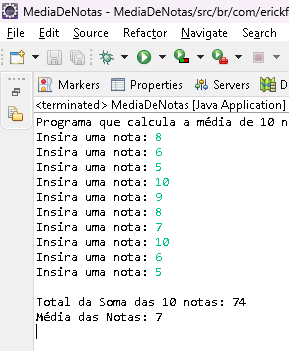 MediaDeNotas - MediaDeNotas/src/br/com/erickf
File Edit Source Refactor Navigate Search
Markers Properties Servers
<terminated> MediaDeNotas [Java Application]
Programa que calcula a média de 10 n
Insira uma nota: 8
Insira uma nota: 6
Insira uma nota: 5
Insira uma nota: 10
Insira uma nota: 9
Insira uma nota: 8
Insira uma nota: 7
Insira uma nota: 10
Insira uma nota: 6
Insira uma nota: 5
Total da Soma das 10 notas: 74
Média das Notas: 7